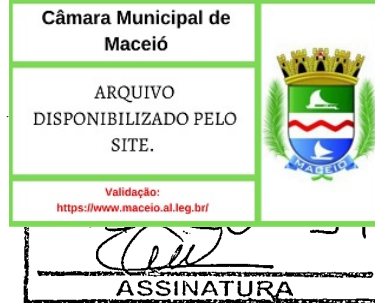 Câmara Municipal de
Maceió
ARQUIVO
DISPONIBILIZADO PELO
SITE.
Validação:
https://www.maceio.al.leg.br/
MACEIÓ
ASSINATURA